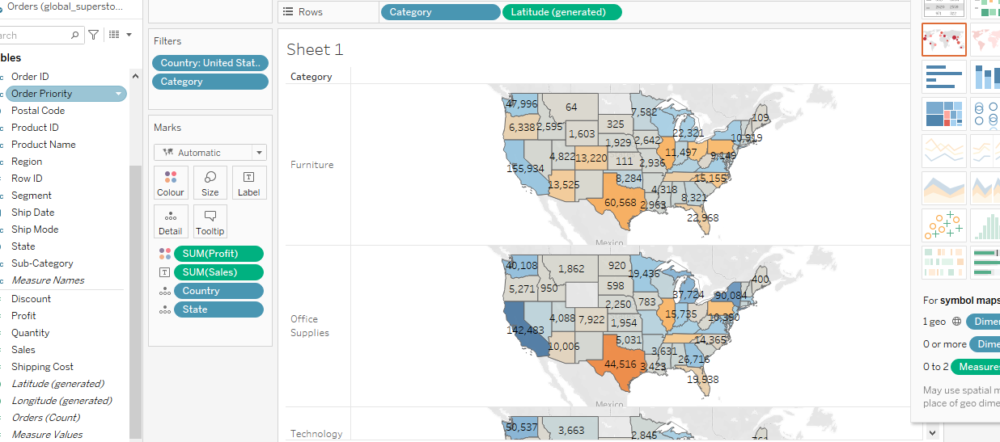 Orders (global_supersto...
earch
bles
Order ID
Order Priority
Postal Code
Product ID
Product Name
Region
Row ID
Segment
Ship Date
Ship Mode
State
Sub-Category
Measure Names
Discount
Profit
Quantity
Sales
Shipping Cost
Latitude (generated)
Longitude (generated)
Orders (Count)
Measure Values
Filters
Country: United Stat..
Category
Marks
Automatic
Colour
Size
Label
Detail
Tooltip
SUM(Profit)
SUM(Sales)
Country
State
Rows
Category
Latitude (generated)
Sheet 1
Category
Furniture
47,996
64
7,582
109
6,338
2,595
1,603
325
22,321
10,919
1,929
2,642
4,822
13,220
111
2,936
11,497
9,149
155,934
13,525
8,284
15,155
4,318
8,321
60,568
2,963
22,968
Mexico
Office
Supplies
40,108
1,862
920
19,436
400
5,271
950
598
37,724
90,084
2,250
783
4,088
7,922
1,954
15,735
10,390
142,483
10,006
5,031
14,365
3,631
26,716
44,516
3,423
19,538
Mexico
Technology
50,537
3,663
2,845
761
For symbol maps
1 geo
Dimen
0 or more
Dime
0 to 2
Measures
May use spatial m
place of geo dime